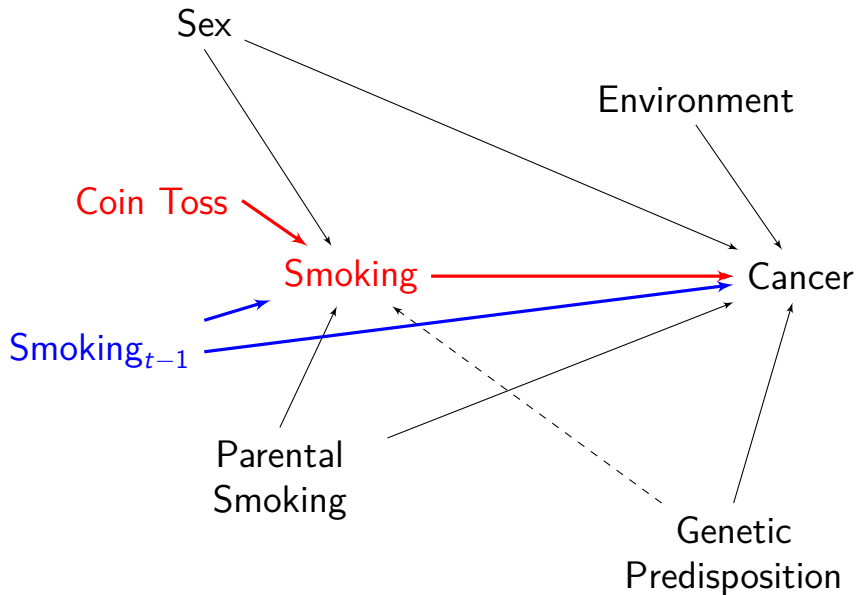 Sex
Environment
Coin Toss
Smoking
Cancer
Smoking_{t−1}
Parental
Smoking
Genetic
Predisposition